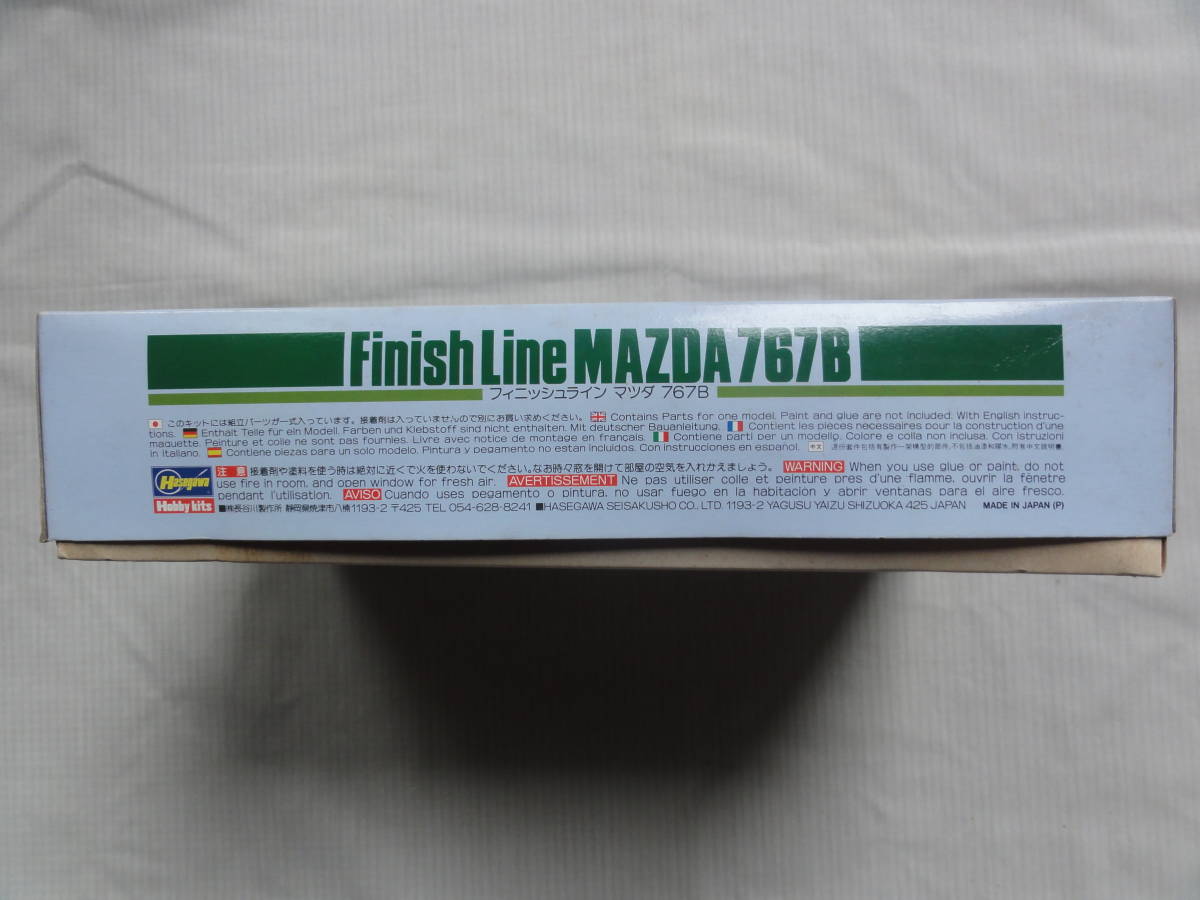 Finish Line MAZDA 767B
フィニッシュライン マツダ 767B
このキットには組立パーツが一式入っています。接着剤は入っていませんので別にお買い求めください。 Contains Parts for one model. Paint and glue are not included. With English instruc-
tions. Enthält Teile für ein Modell. Farben und Klebstoff sind nicht enthalten. Mit deutscher Bauanleitung. Contient les pièces necessaires pour la construction d'une
maquette. Peinture et colle ne sont pas fournies. Livre avec notice de montage en français. Contiene parti per un modello. Colore e colla non inclusa. Con istruzioni
in Italiano. Contiene piezas para un solo modelo. Pintura y pegamento no estan incluidos. Con instrucciones en español. 中文
Hasegawa
Hobby kits
注意 接着剤や塗料を使う時は絶対に近くで火を使わないでください。なお時々窓を開けて部屋の空気を入れかえましょう。 WARNING When you use glue or paint, do not
use fire in room, and open window for fresh air. AVERTISSEMENT Ne pas utiliser colle et peinture près d'une flamme, ouvrir la fênetre
pendant l'utilisation. AVISO Cuando uses pegamento o pintura, no usar fuego en la habitacion y abrir ventanas para el aire fresco.
■㈱長谷川製作所 静岡県焼津市八楠1193-2 〒425 TEL 054-628-8241 ■HASEGAWA SEISAKUSHO CO., LTD. 1193-2 YAGUSU YAIZU SHIZUOKA 425 JAPAN MADE IN JAPAN (P)